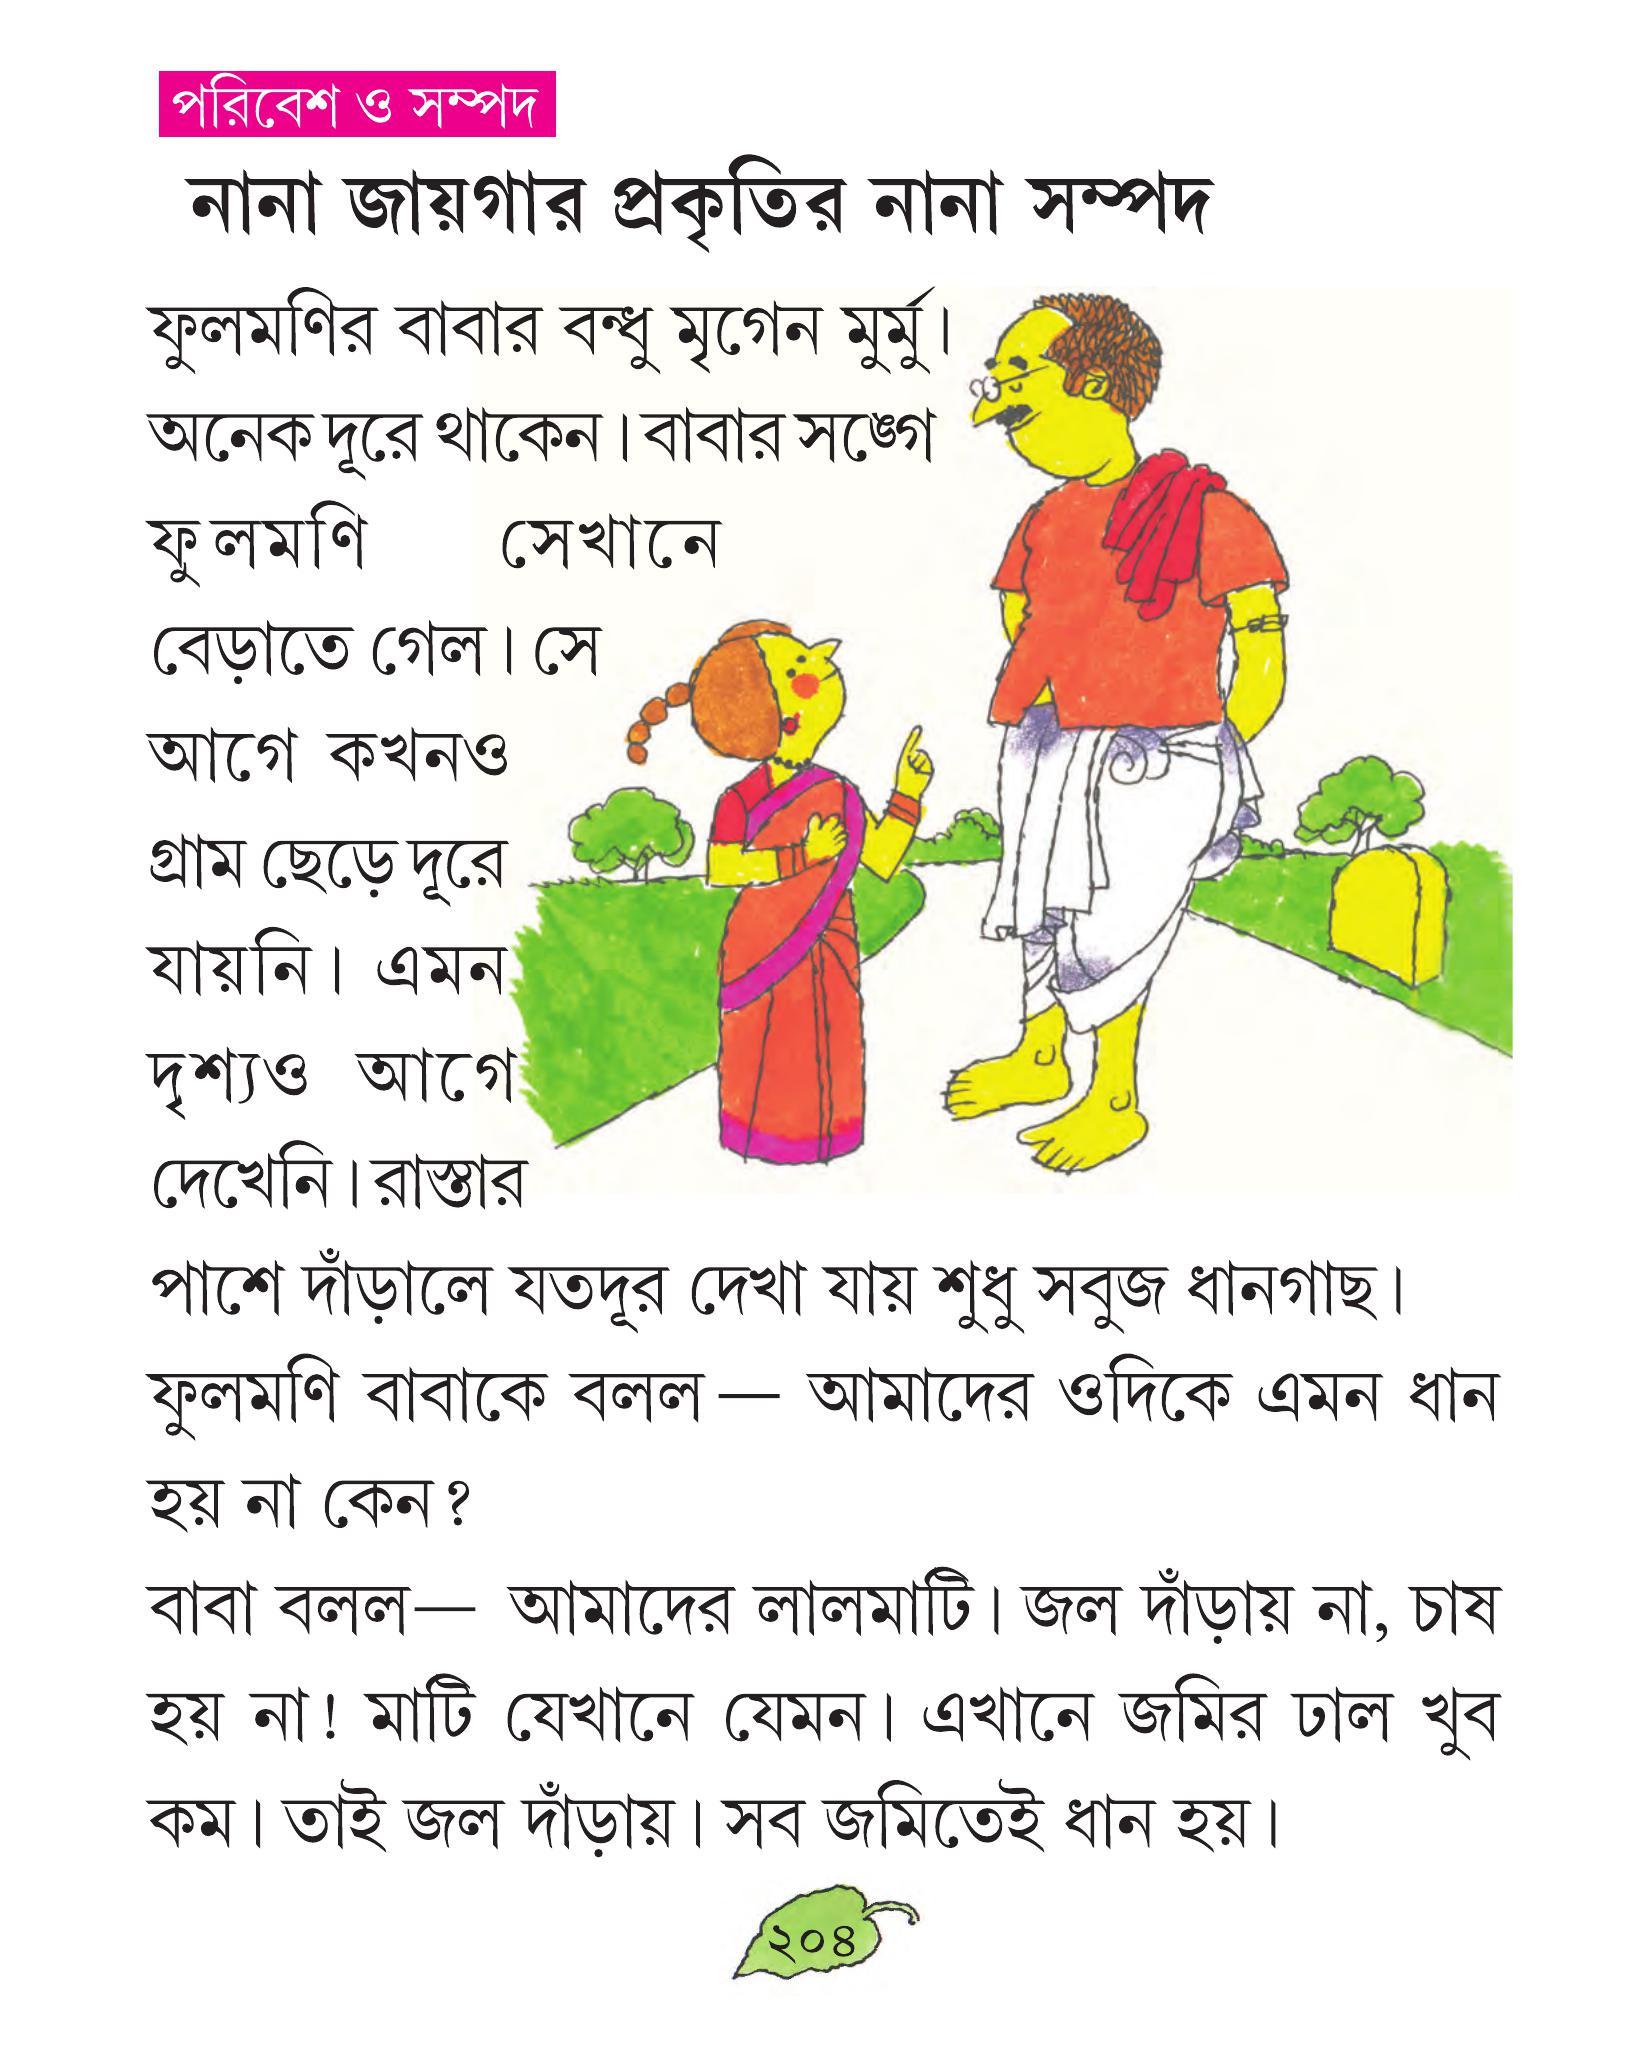 পরিবেশ ও সম্পদ
নানা জায়গার প্রকৃতির নানা সম্পদ
ফুলমণির বাবার বন্ধু মৃগেন মুর্মু।
অনেক দূরে থাকেন। বাবার সঙ্গে
ফুলমণি সেখানে
বেড়াতে গেল। সে
আগে কখনও
গ্রাম ছেড়ে দূরে
যায়নি। এমন
দৃশ্যও আগে
দেখেনি। রাস্তার
পাশে দাঁড়ালে যতদূর দেখা যায় শুধু সবুজ ধানগাছ।
ফুলমণি বাবাকে বলল — আমাদের ওদিকে এমন ধান
হয় না কেন?
বাবা বলল— আমাদের লালমাটি। জল দাঁড়ায় না, চাষ
হয় না! মাটি যেখানে যেমন। এখানে জমির ঢাল খুব
কম। তাই জল দাঁড়ায়। সব জমিতেই ধান হয়।
২০৪